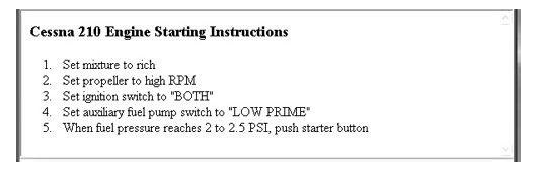 Cessna 210 Engine Starting Instructions
1. Set mixture to rich
2. Set propeller to high RPM
3. Set ignition switch to "BOTH"
4. Set auxiliary fuel pump switch to "LOW PRIME"
5. When fuel pressure reaches 2 to 2.5 PSI, push starter button